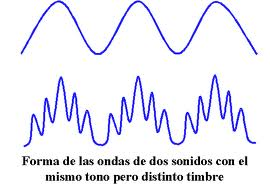 Forma de las ondas de dos sonidos con el
mismo tono pero distinto timbre